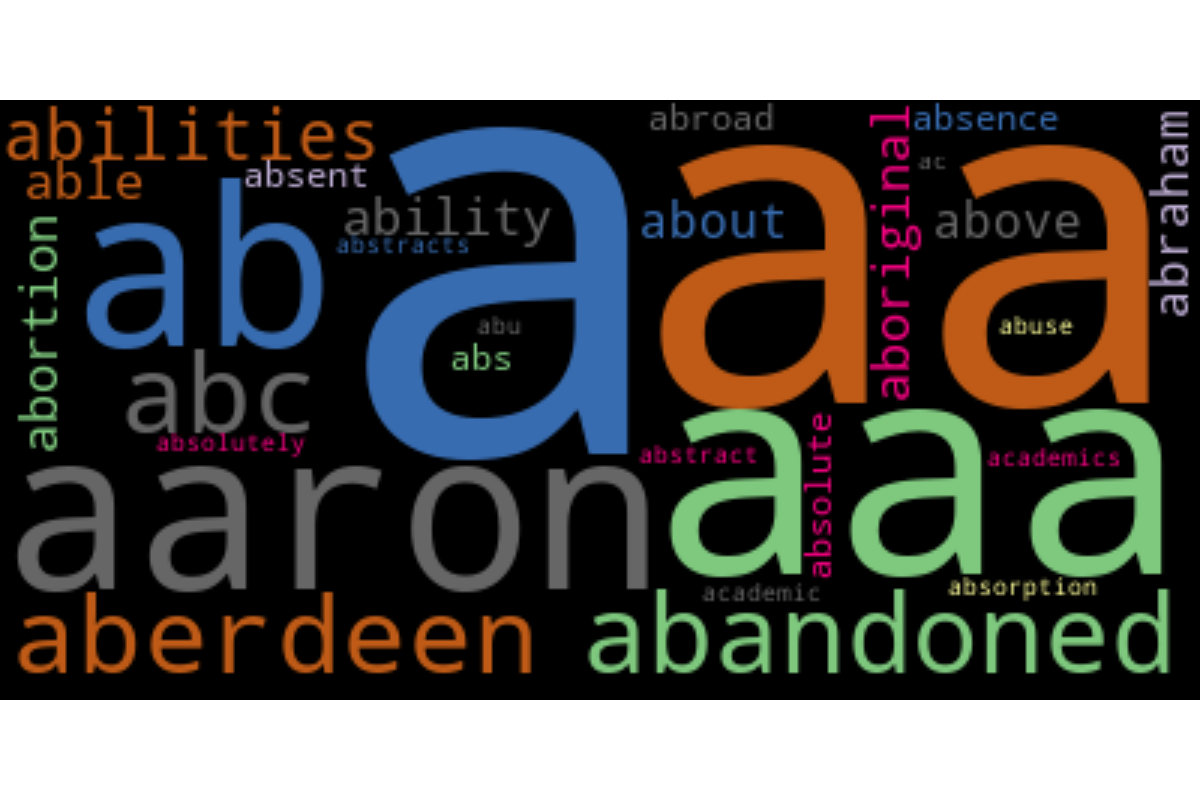 abilities
abroad
absence
able
absent
ac
ability
about
above
abstracts
ab
a
aa
abraham
aboriginal
abortion
abu
abs
abuse
abc
absolutely
abstract
absolute
academics
aaron
aaa
academic
absorption
aberdeen
abandoned